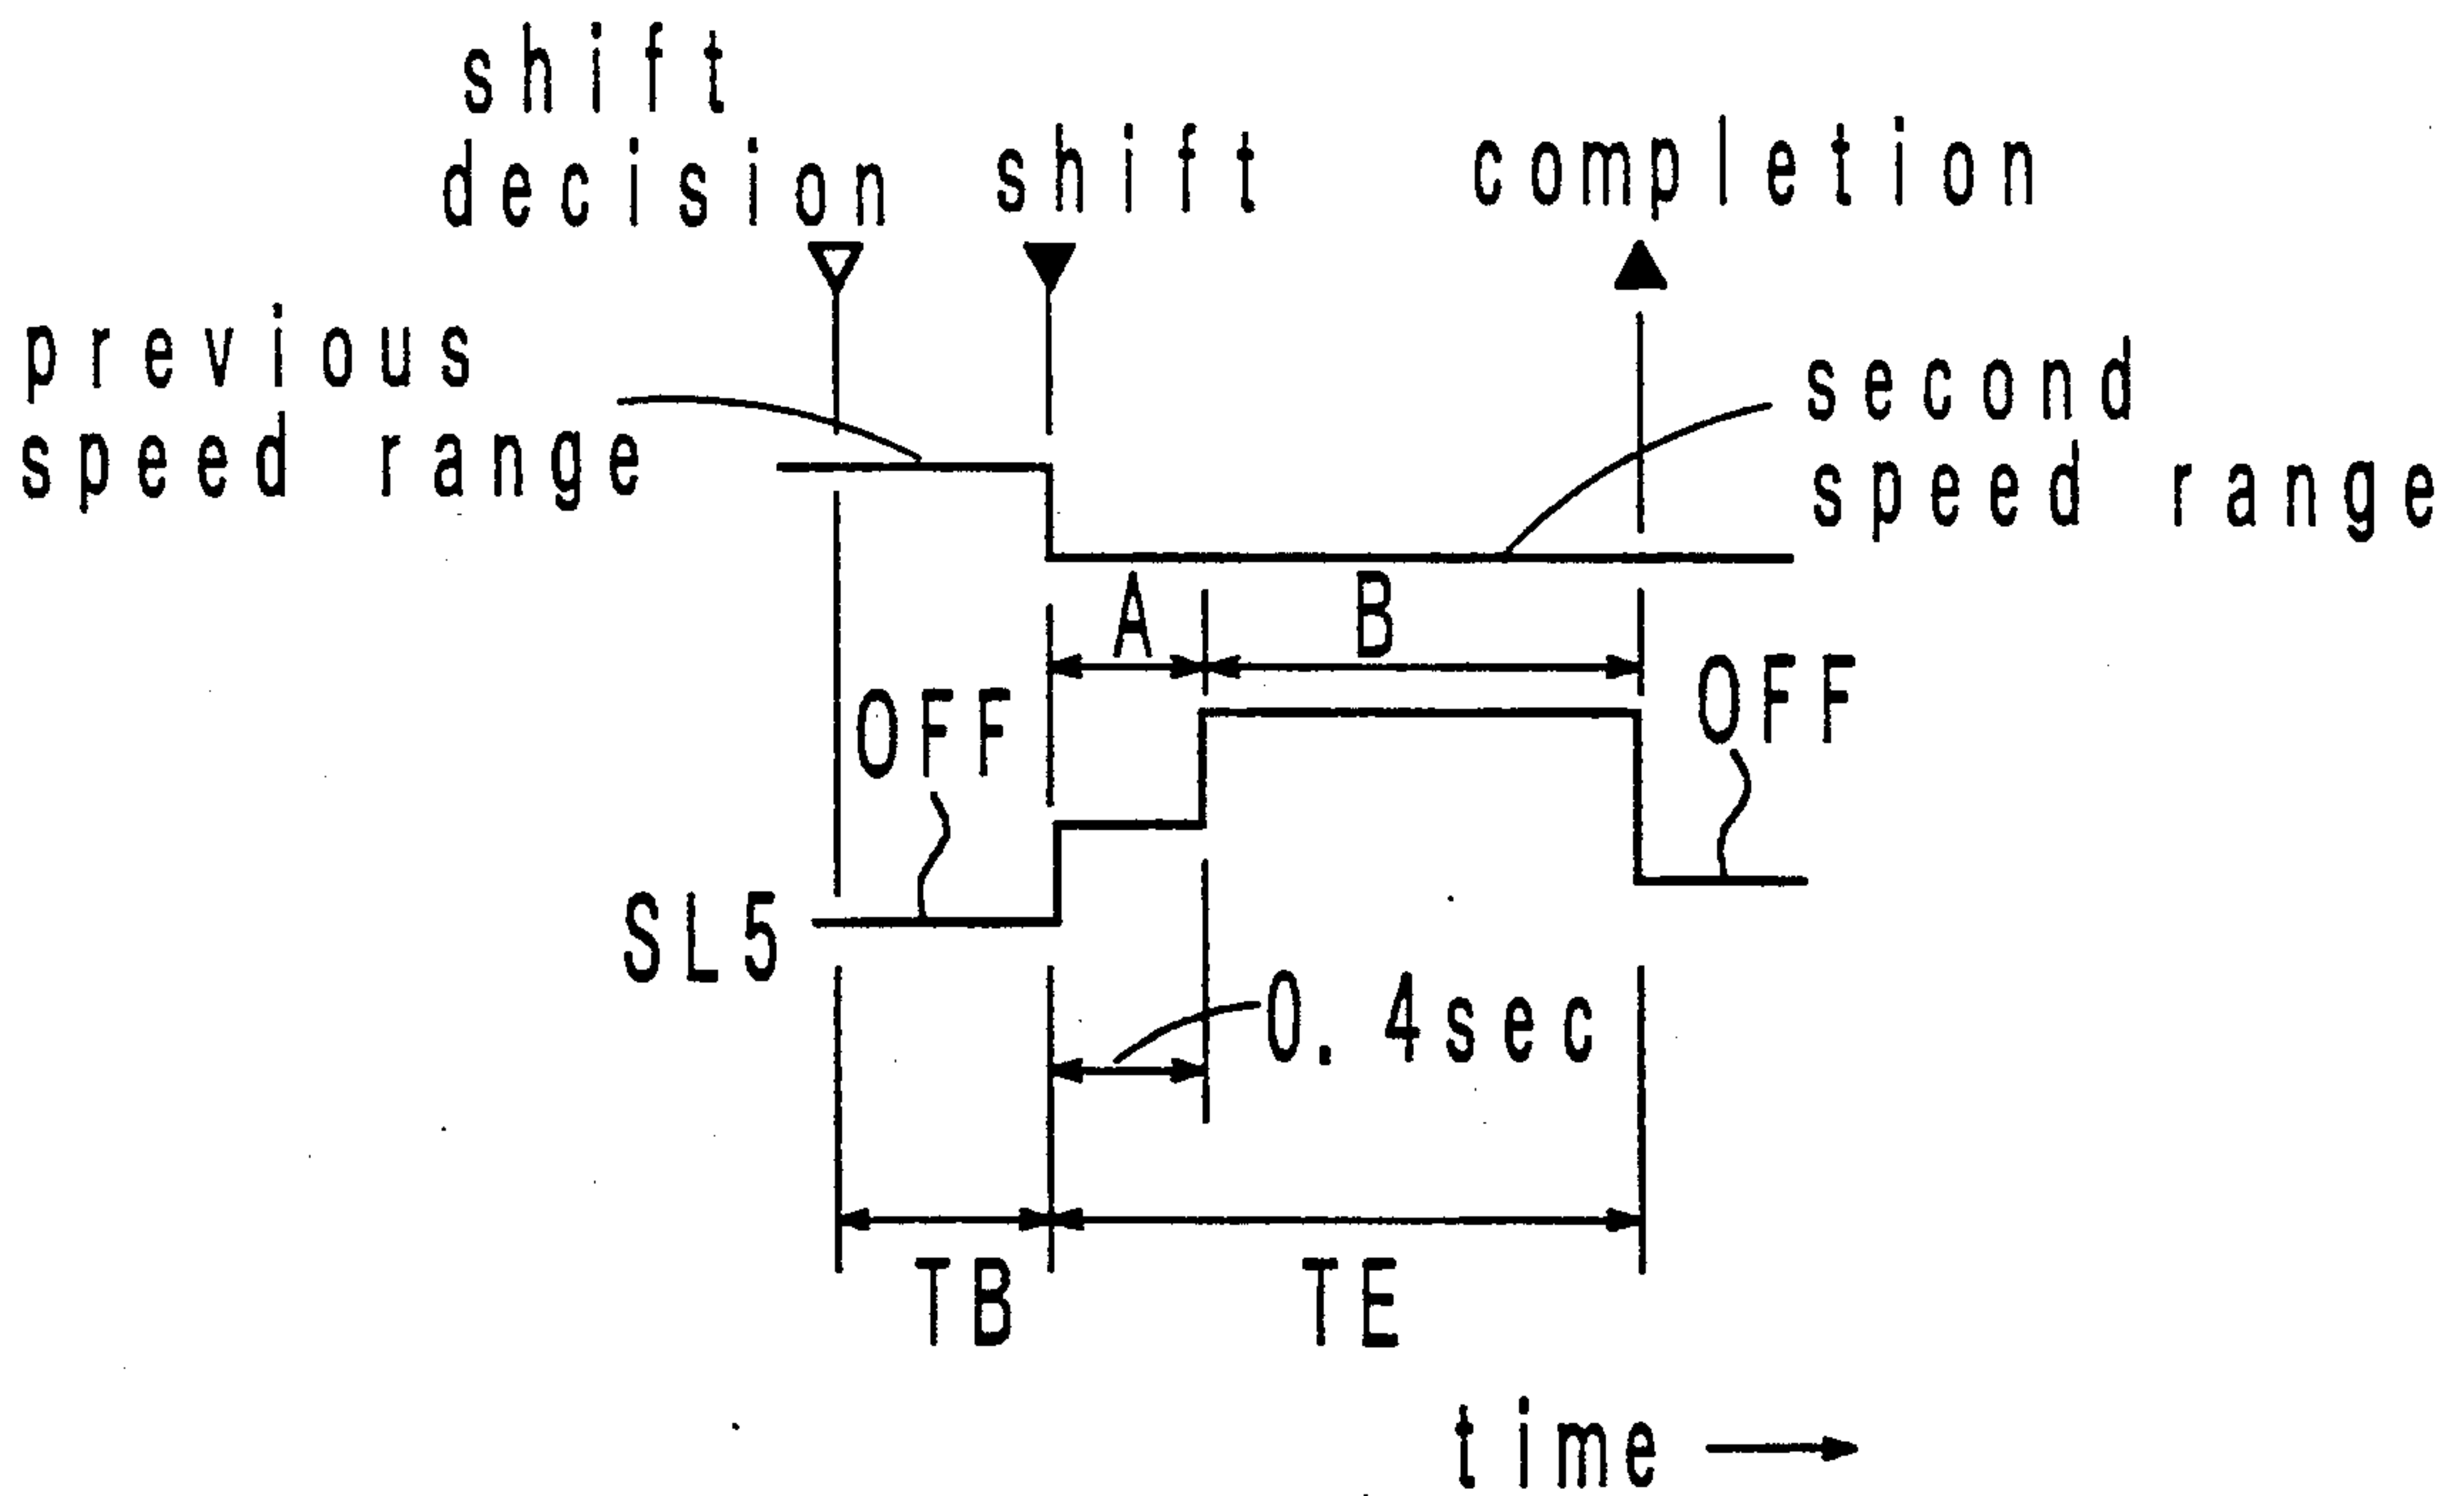 shift
decision
shift
completion
previous
speed range
second
speed range
A
B
OFF
OFF
SL5
0.4sec
TB
TE
time